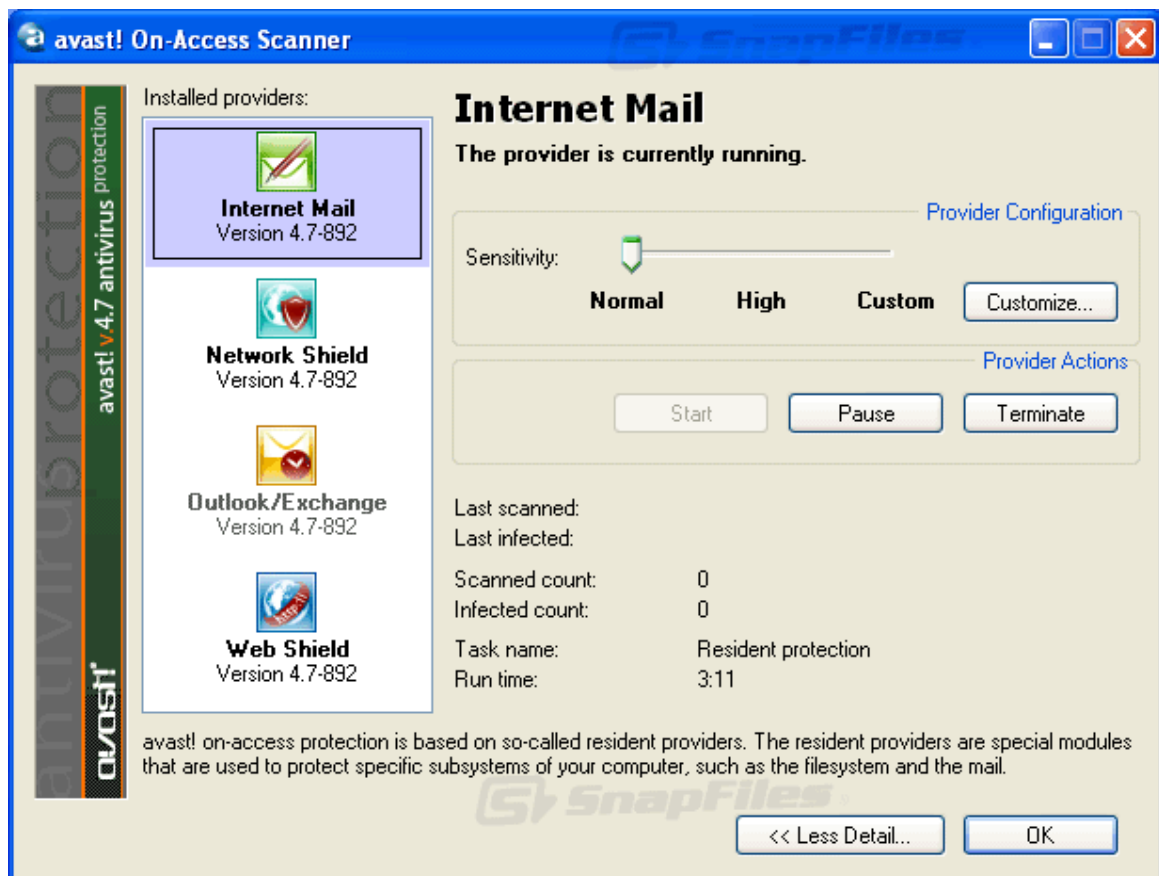 avast! On-Access Scanner
SnapFiles
antivirus protection
avast! v.4.7 antivirus protection
avast!
Installed providers:
Internet Mail
Version 4.7-892
Network Shield
Version 4.7-892
Outlook/Exchange
Version 4.7-892
http://
Web Shield
Version 4.7-892
Internet Mail
The provider is currently running.
Provider Configuration
Sensitivity:
Normal High Custom
Customize...
Provider Actions
Start Pause Terminate
Last scanned:
Last infected:
Scanned count: 0
Infected count: 0
Task name: Resident protection
Run time: 3:11
avast! on-access protection is based on so-called resident providers. The resident providers are special modules
that are used to protect specific subsystems of your computer, such as the filesystem and the mail.
SnapFiles
<< Less Detail... OK